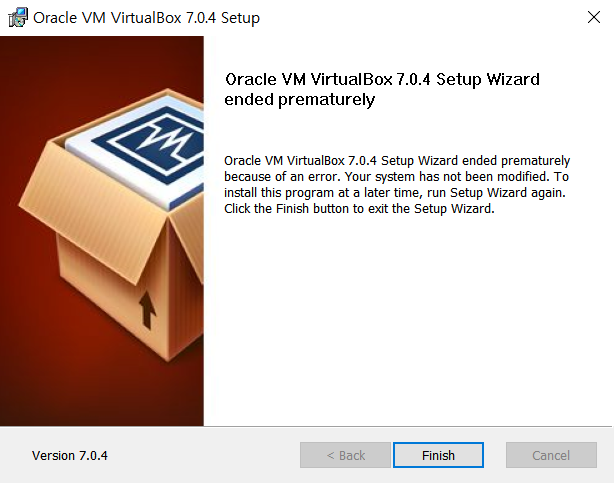 Oracle VM VirtualBox 7.0.4 Setup
Oracle VM VirtualBox 7.0.4 Setup Wizard
ended prematurely
Oracle VM VirtualBox 7.0.4 Setup Wizard ended prematurely
because of an error. Your system has not been modified. To
install this program at a later time, run Setup Wizard again.
Click the Finish button to exit the Setup Wizard.
Version 7.0.4
< Back
Finish
Cancel